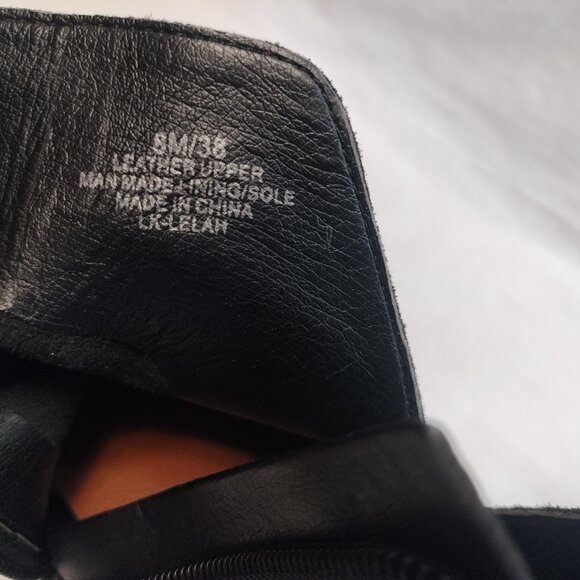 8M/38
LEATHER UPPER
MAN MADE LINING/SOLE
MADE IN CHINA
LK-LELAH